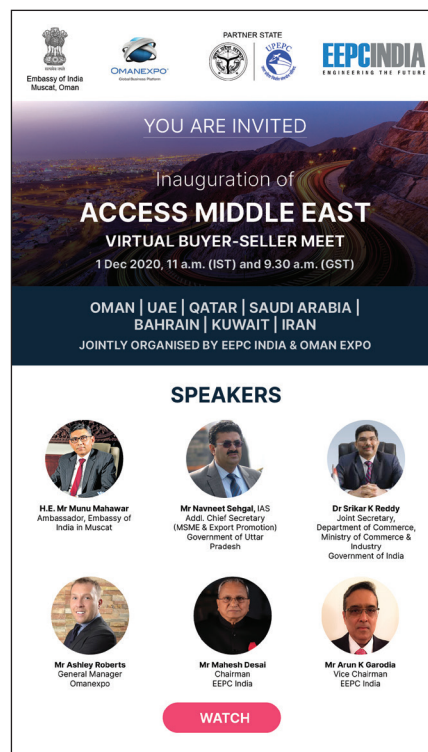 PARTNER STATE
Embassy of India
Muscat, Oman
OMANEXPO
Global Business Platform
UPEPC
EEPCINDIA
ENGINEERING THE FUTURE
YOU ARE INVITED
Inauguration of
ACCESS MIDDLE EAST
VIRTUAL BUYER-SELLER MEET
1 Dec 2020, 11 a.m. (IST) and 9.30 a.m. (GST)
OMAN | UAE | QATAR | SAUDI ARABIA |
BAHRAIN | KUWAIT | IRAN
JOINTLY ORGANISED BY EEPC INDIA & OMAN EXPO
SPEAKERS
H.E. Mr Munu Mahawar
Ambassador, Embassy of
India in Muscat
Mr Navneet Sehgal, IAS
Addl. Chief Secretary
(MSME & Export Promotion)
Government of Uttar
Pradesh
Dr Srikar K Reddy
Joint Secretary,
Department of Commerce,
Ministry of Commerce &
Industry
Government of India
Mr Ashley Roberts
General Manager
Omanexpo
Mr Mahesh Desai
Chairman
EEPC India
Mr Arun K Garodia
Vice Chairman
EEPC India
WATCH